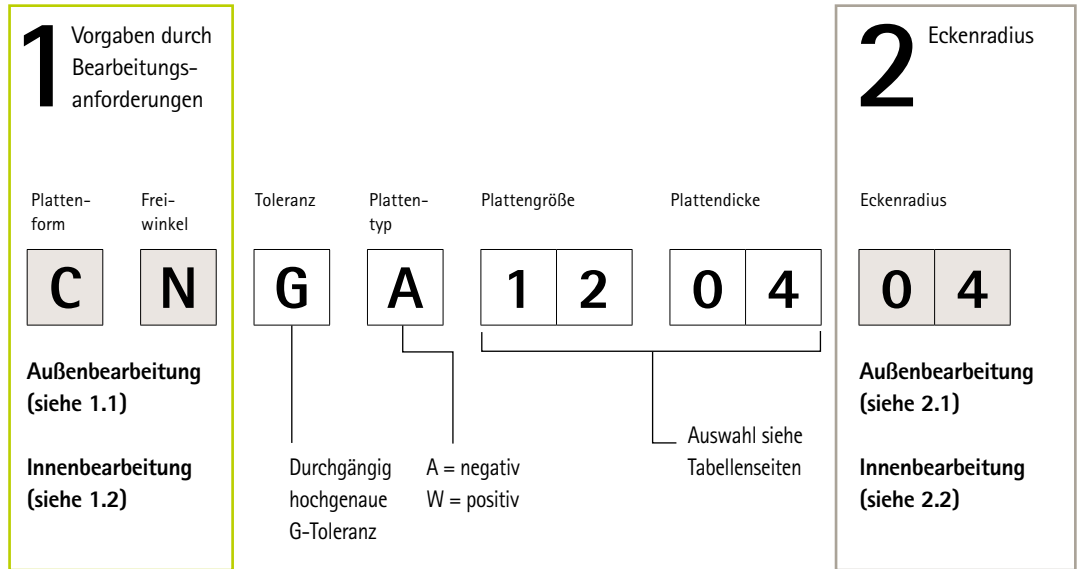 1 Vorgaben durch
Bearbeitungs-
anforderungen
2 Eckenradius
Platten-
form
Frei-
winkel
Toleranz
Platten-
typ
Plattengröße
Plattendicke
Eckenradius
C N G A 1 2 0 4 0 4
Außenbearbeitung
(siehe 1.1)
Innenbearbeitung
(siehe 1.2)
Durchgängig
hochgenaue
G-Toleranz
A = negativ
W = positiv
Auswahl siehe
Tabellenseiten
Außenbearbeitung
(siehe 2.1)
Innenbearbeitung
(siehe 2.2)